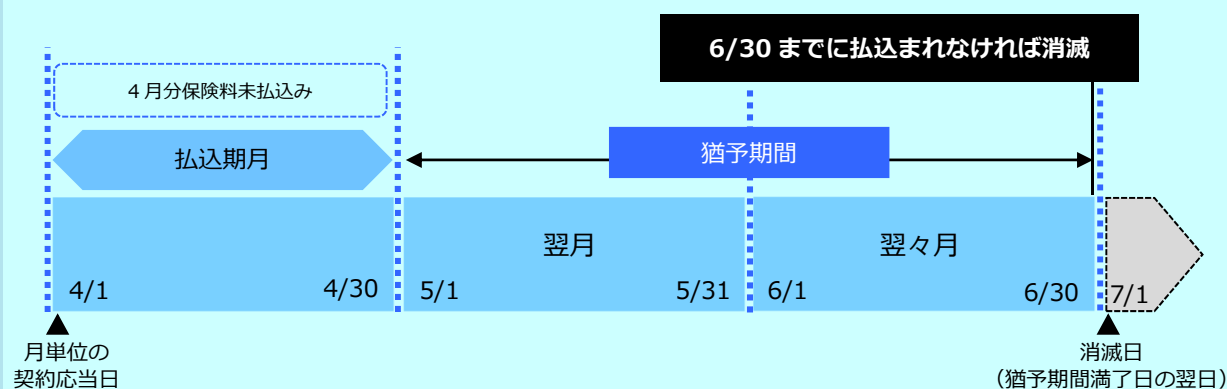 6/30 までに払込まれなければ消滅
4 月分保険料未払込み
払込期月
猶予期間
翌月
翌々月
4/1
4/30
5/1
5/31
6/1
6/30
7/1
月単位の
契約応当日
消滅日
（猶予期間満了日の翌日）